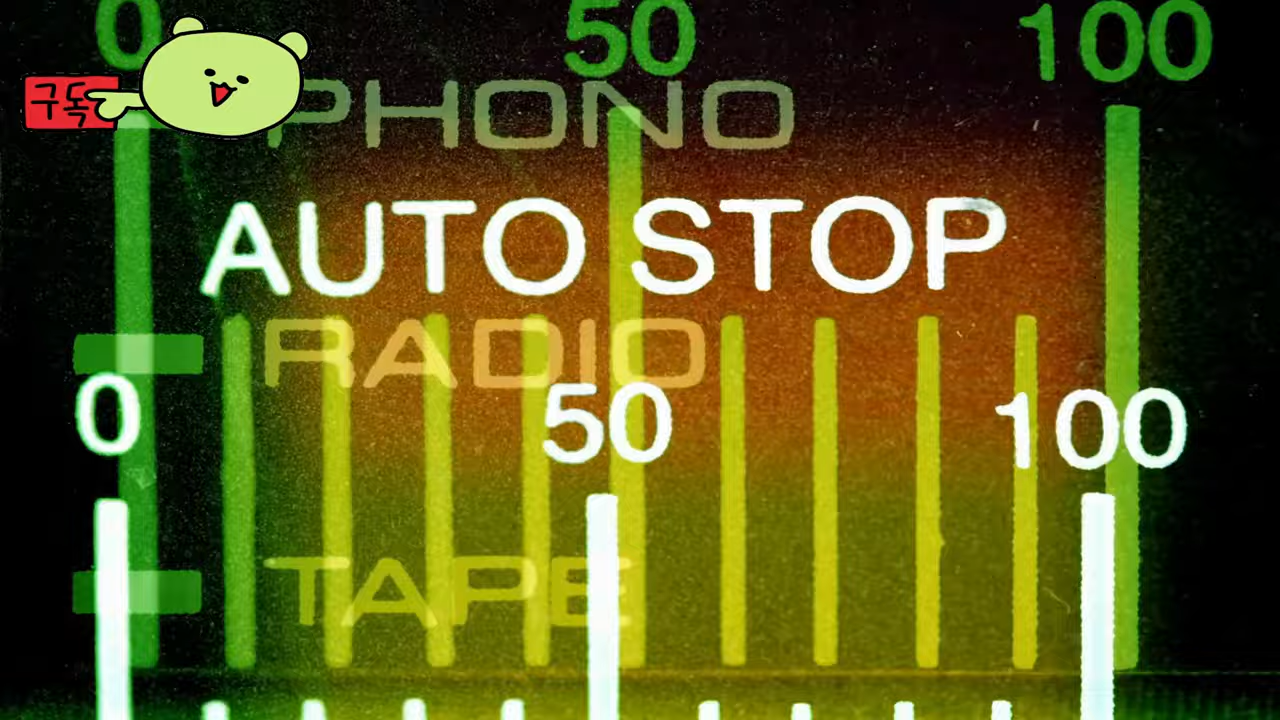 0 50 100
구독
PHONO
AUTO STOP
RADIO
0 50 100
TAPE